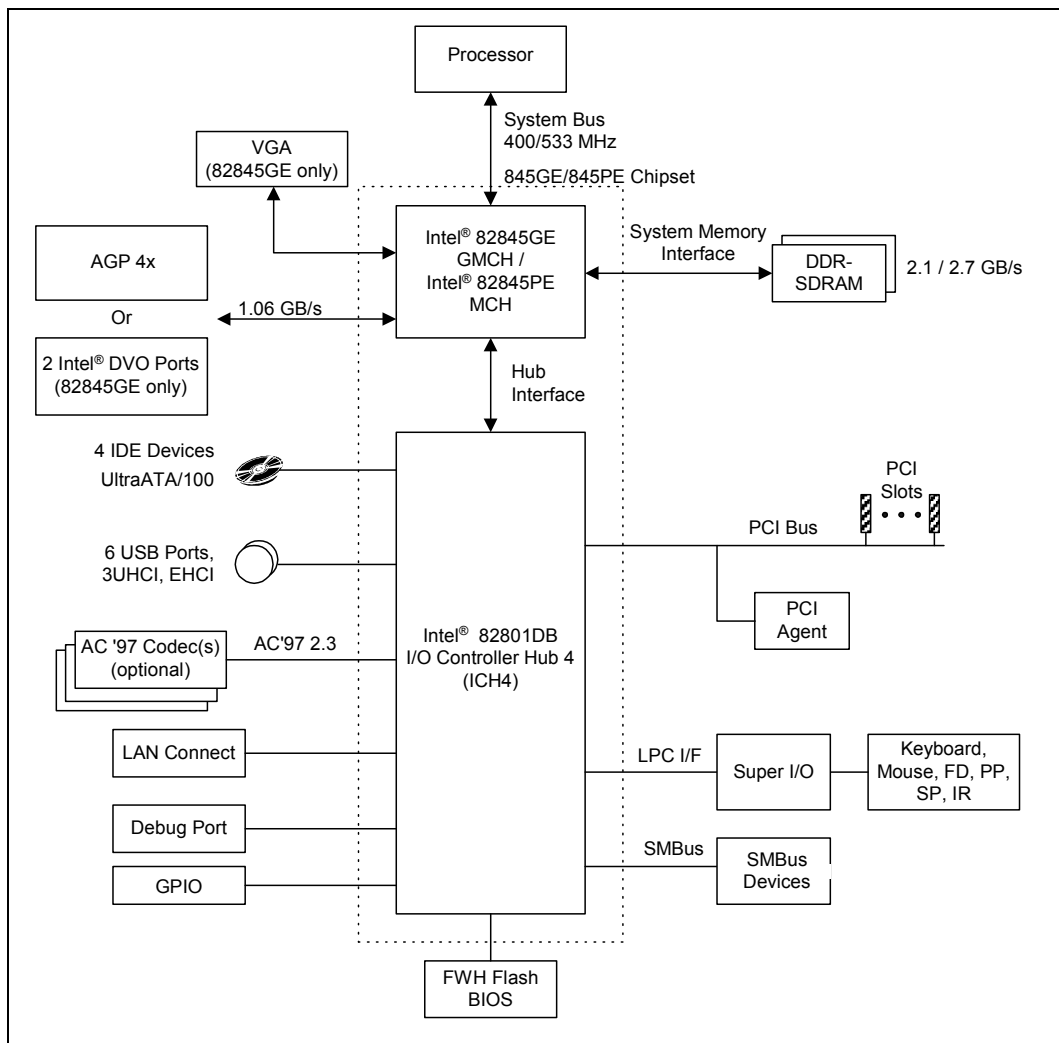 Processor
System Bus
400/533 MHz
VGA
(82845GE only)
845GE/845PE Chipset
Intel® 82845GE
GMCH /
Intel® 82845PE
MCH
System Memory
Interface
DDR-
SDRAM
2.1 / 2.7 GB/s
AGP 4x
Or
1.06 GB/s
2 Intel® DVO Ports
(82845GE only)
Hub
Interface
4 IDE Devices
UltraATA/100
PCI
Slots
PCI Bus
6 USB Ports,
3UHCI, EHCI
PCI
Agent
AC '97 Codec(s)
(optional)
AC'97 2.3
Intel® 82801DB
I/O Controller Hub 4
(ICH4)
LAN Connect
LPC I/F
Super I/O
Keyboard,
Mouse, FD, PP,
SP, IR
Debug Port
SMBus
SMBus
Devices
GPIO
FWH Flash
BIOS